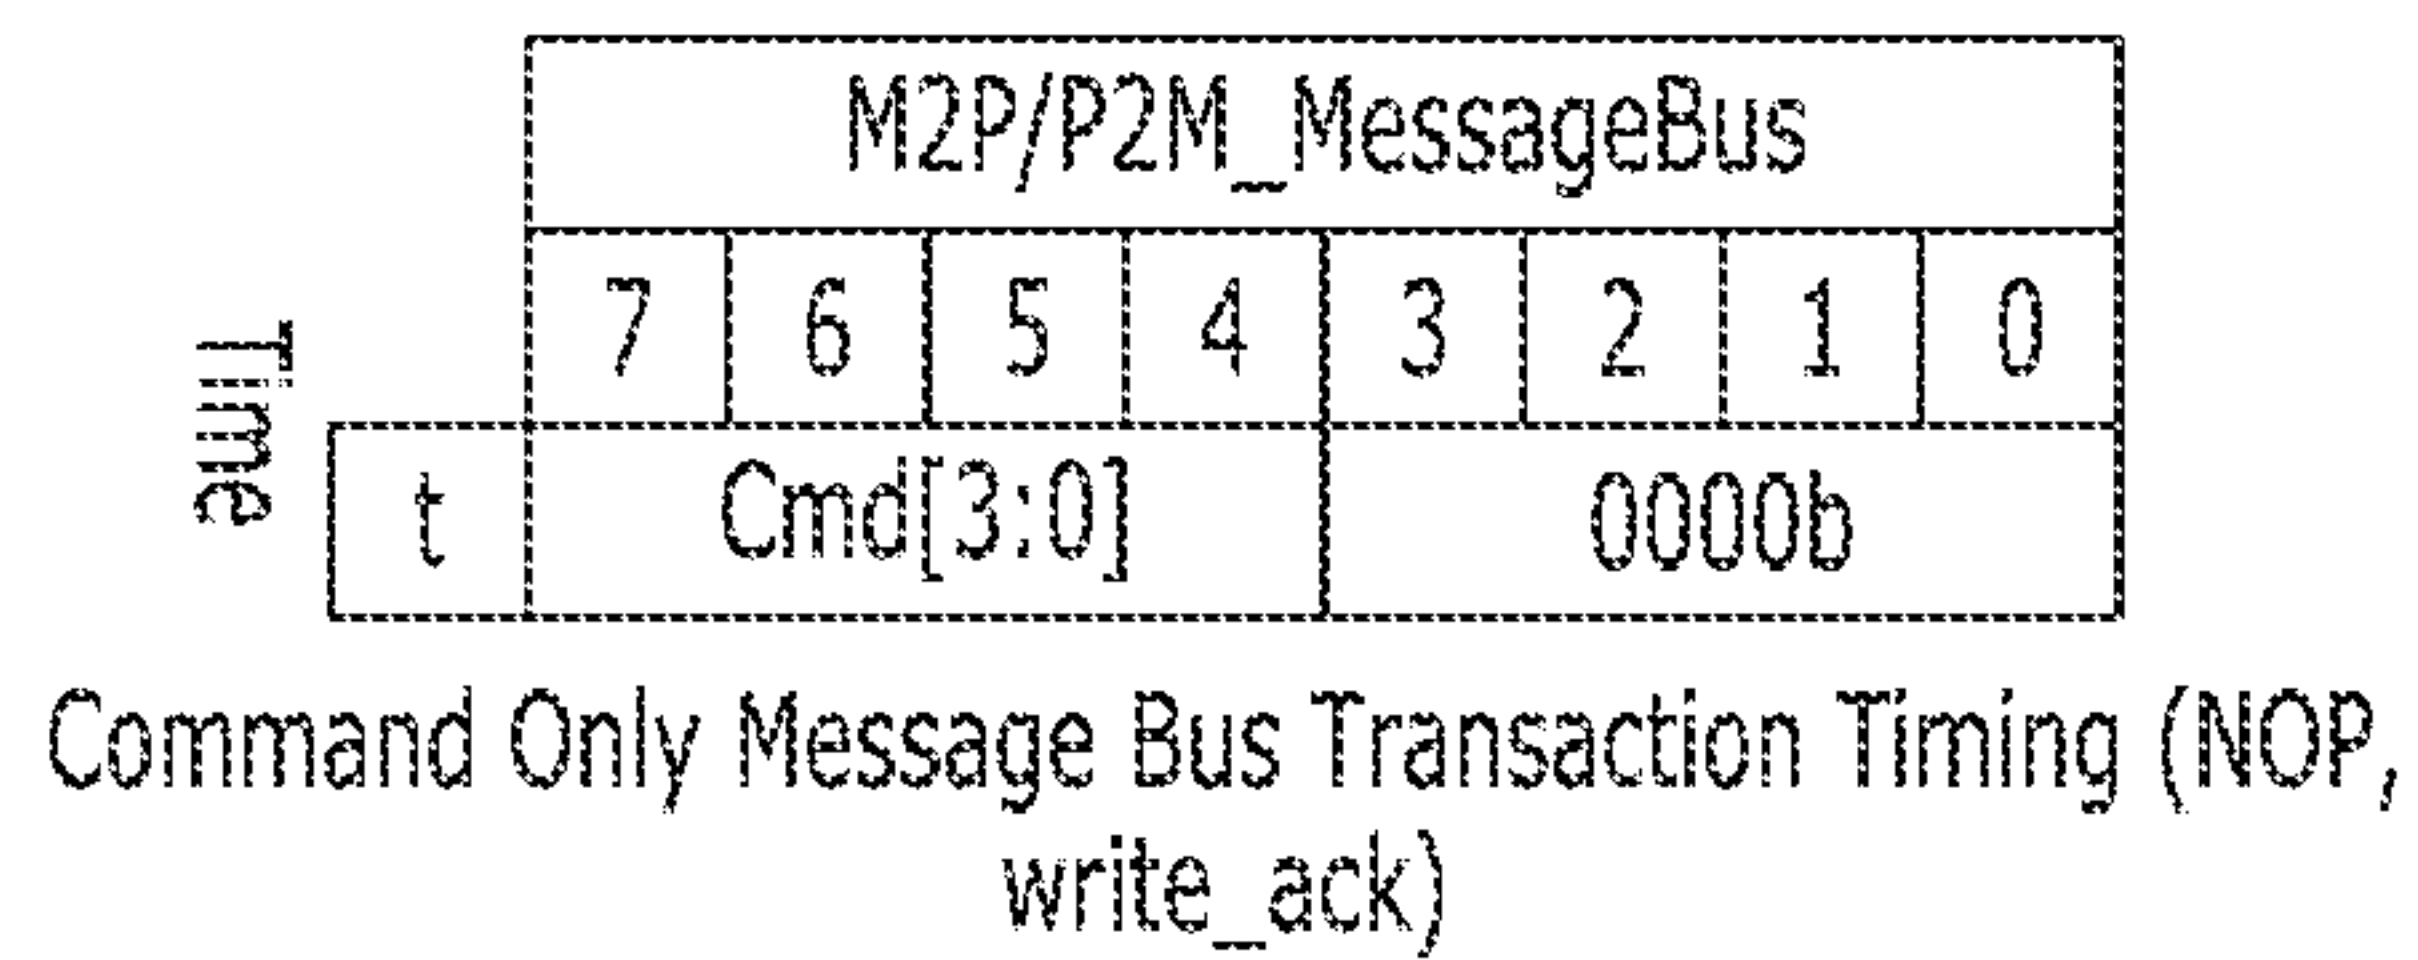 M2P/P2M_MessageBus
7 6 5 4 3 2 1 0
Time
t Cmd[3:0] 0000b
Command Only Message Bus Transaction Timing (NOP,
write_ack)